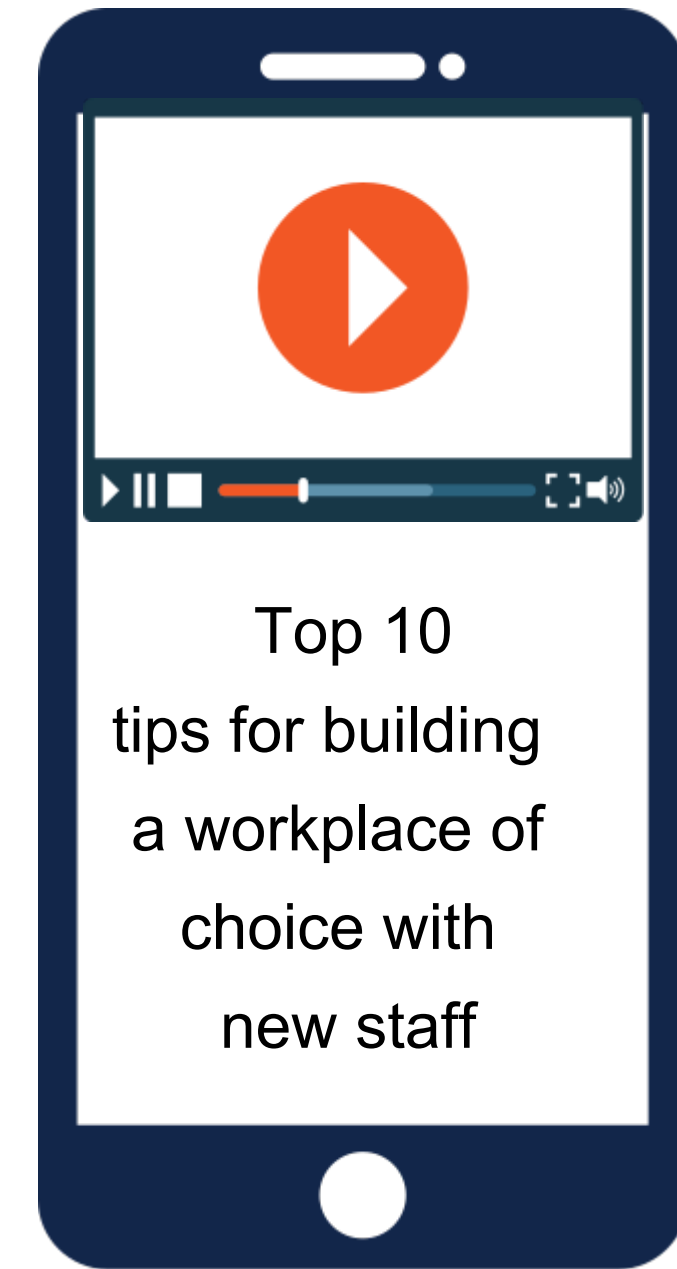 Top 10
tips for building
a workplace of
choice with
new staff